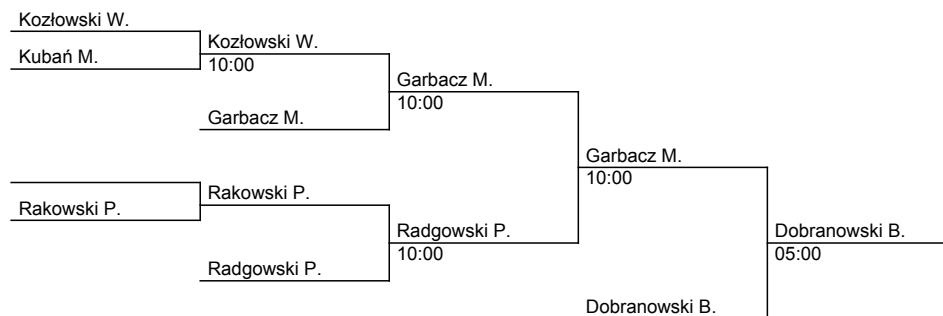 Kozłowski W.
Kubań M.
Kozłowski W.
10:00
Garbacz M.
Garbacz M.
10:00
Rakowski P.
Rakowski P.
Radgowski P.
Radgowski P.
10:00
Garbacz M.
10:00
Dobranowski B.
Dobranowski B.
05:00